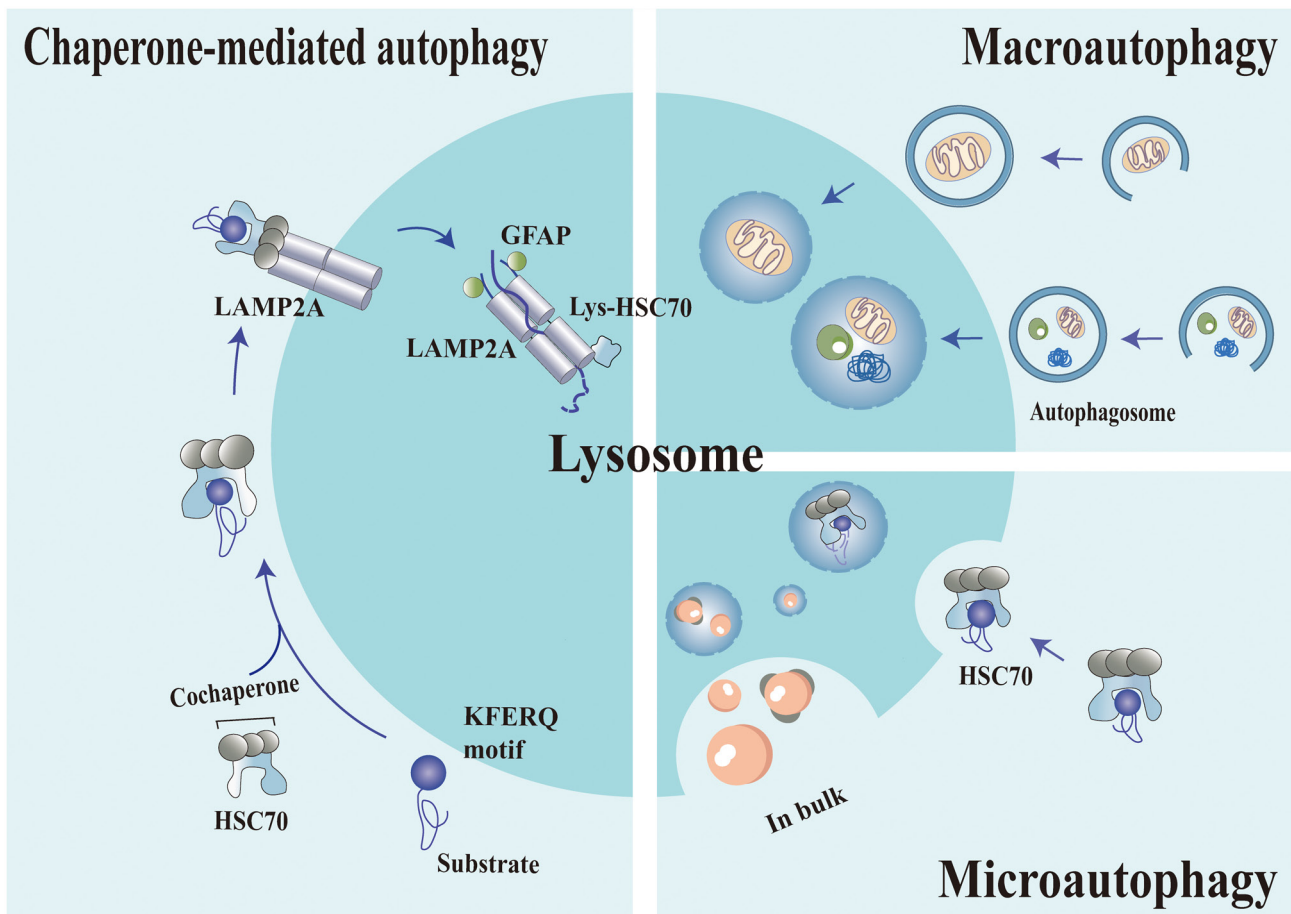 Chaperone-mediated autophagy
LAMP2A
GFAP
Lys-HSC70
LAMP2A
Cochaperone
HSC70
KFERQ
motif
Substrate
Lysosome
Macroautophagy
Autophagosome
HSC70
In bulk
Microautophagy